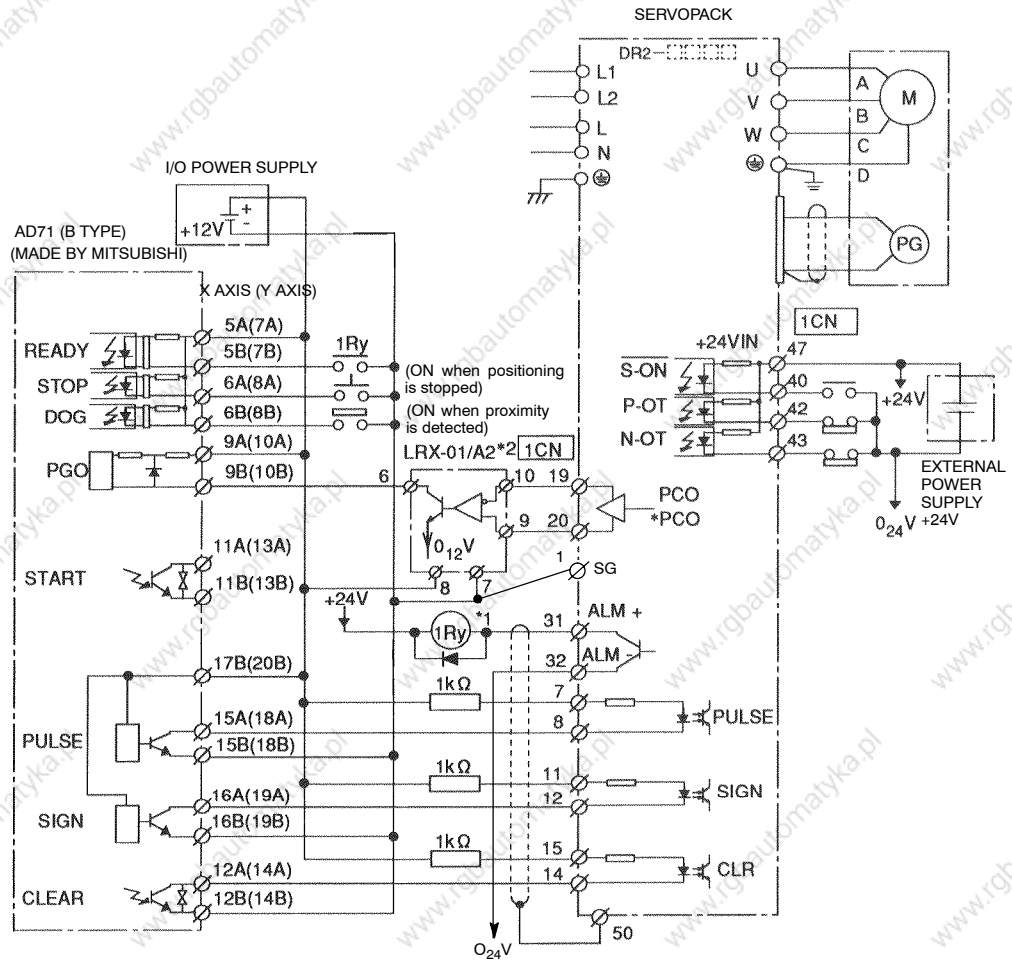 SERVOPACK
DR2–
L1
L2
L
N
U
V
W
A
B
C
D
M
PG
I/O POWER SUPPLY
+
-
+12V
AD71 (B TYPE)
(MADE BY MITSUBISHI)
X AXIS (Y AXIS)
READY
STOP
DOG
PGO
START
PULSE
SIGN
CLEAR
5A(7A)
5B(7B)
6A(8A)
6B(8B)
9A(10A)
9B(10B)
11A(13A)
11B(13B)
17B(20B)
15A(18A)
15B(18B)
16A(19A)
16B(19B)
12A(14A)
12B(14B)
1Ry
(ON when positioning
is stopped)
(ON when proximity
is detected)
LRX-01/A2*2
1CN
6
10
9
8
7
0₁₂V
19
20
PCO
*PCO
1
SG
+24V
1Ry
*1
31
ALM +
32
ALM -
1kΩ
7
8
PULSE
1kΩ
11
12
SIGN
1kΩ
15
14
CLR
50
O₂₄V
1CN
+24VIN
47
S-ON
40
P-OT
42
N-OT
43
+24V
EXTERNAL
POWER
SUPPLY
+24V
0₂₄V
www.rgbautomatyka.pl